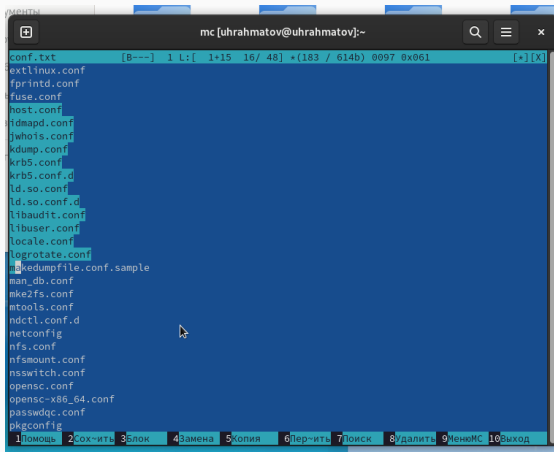 ументы
mc [uhrahmatov@uhrahmatov]:~
conf.txt [B---] 1 L:[ 1+15 16/ 48] *(183 / 614b) 0097 0x061 [*][X]
extlinux.conf
fprintd.conf
fuse.conf
host.conf
idmapd.conf
jwhois.conf
kdump.conf
krb5.conf
krb5.conf.d
ld.so.conf
ld.so.conf.d
libaudit.conf
libuser.conf
locale.conf
logrotate.conf
makedumpfile.conf.sample
man_db.conf
mke2fs.conf
mtools.conf
ndctl.conf.d
netconfig
nfs.conf
nfsmount.conf
nsswitch.conf
opensc.conf
opensc-x86_64.conf
passwdqc.conf
pkgconfig
1Помощь 2Сох~ить 3Блок 4Замена 5Копия 6Пер~ить 7Поиск 8Удалить 9МенюMC 10Выход